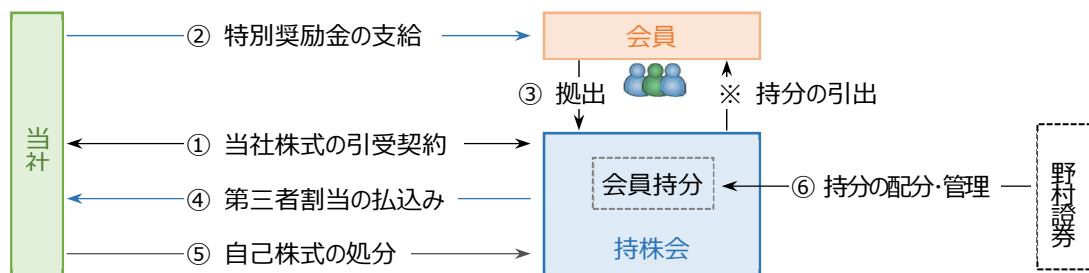 ② 特別奨励金の支給
会員
③ 拠出
※ 持分の引出
当社
① 当社株式の引受契約
会員持分
⑥ 持分の配分・管理
野村證券
④ 第三者割当の払込み
⑤ 自己株式の処分
持株会